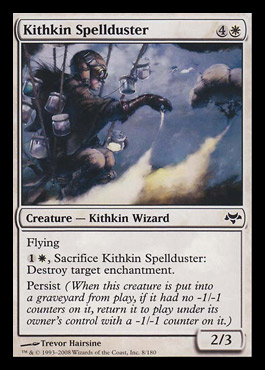 Kithkin Spellduster 4
Creature — Kithkin Wizard
Flying
1, Sacrifice Kithkin Spellduster:
Destroy target enchantment.
Persist (When this creature is put into
a graveyard from play, if it had no -1/-1
counters on it, return it to play under its
owner's control with a -1/-1 counter on it.)
2/3
Trevor Hairsine
™ & © 1993-2008 Wizards of the Coast, Inc. 8/180